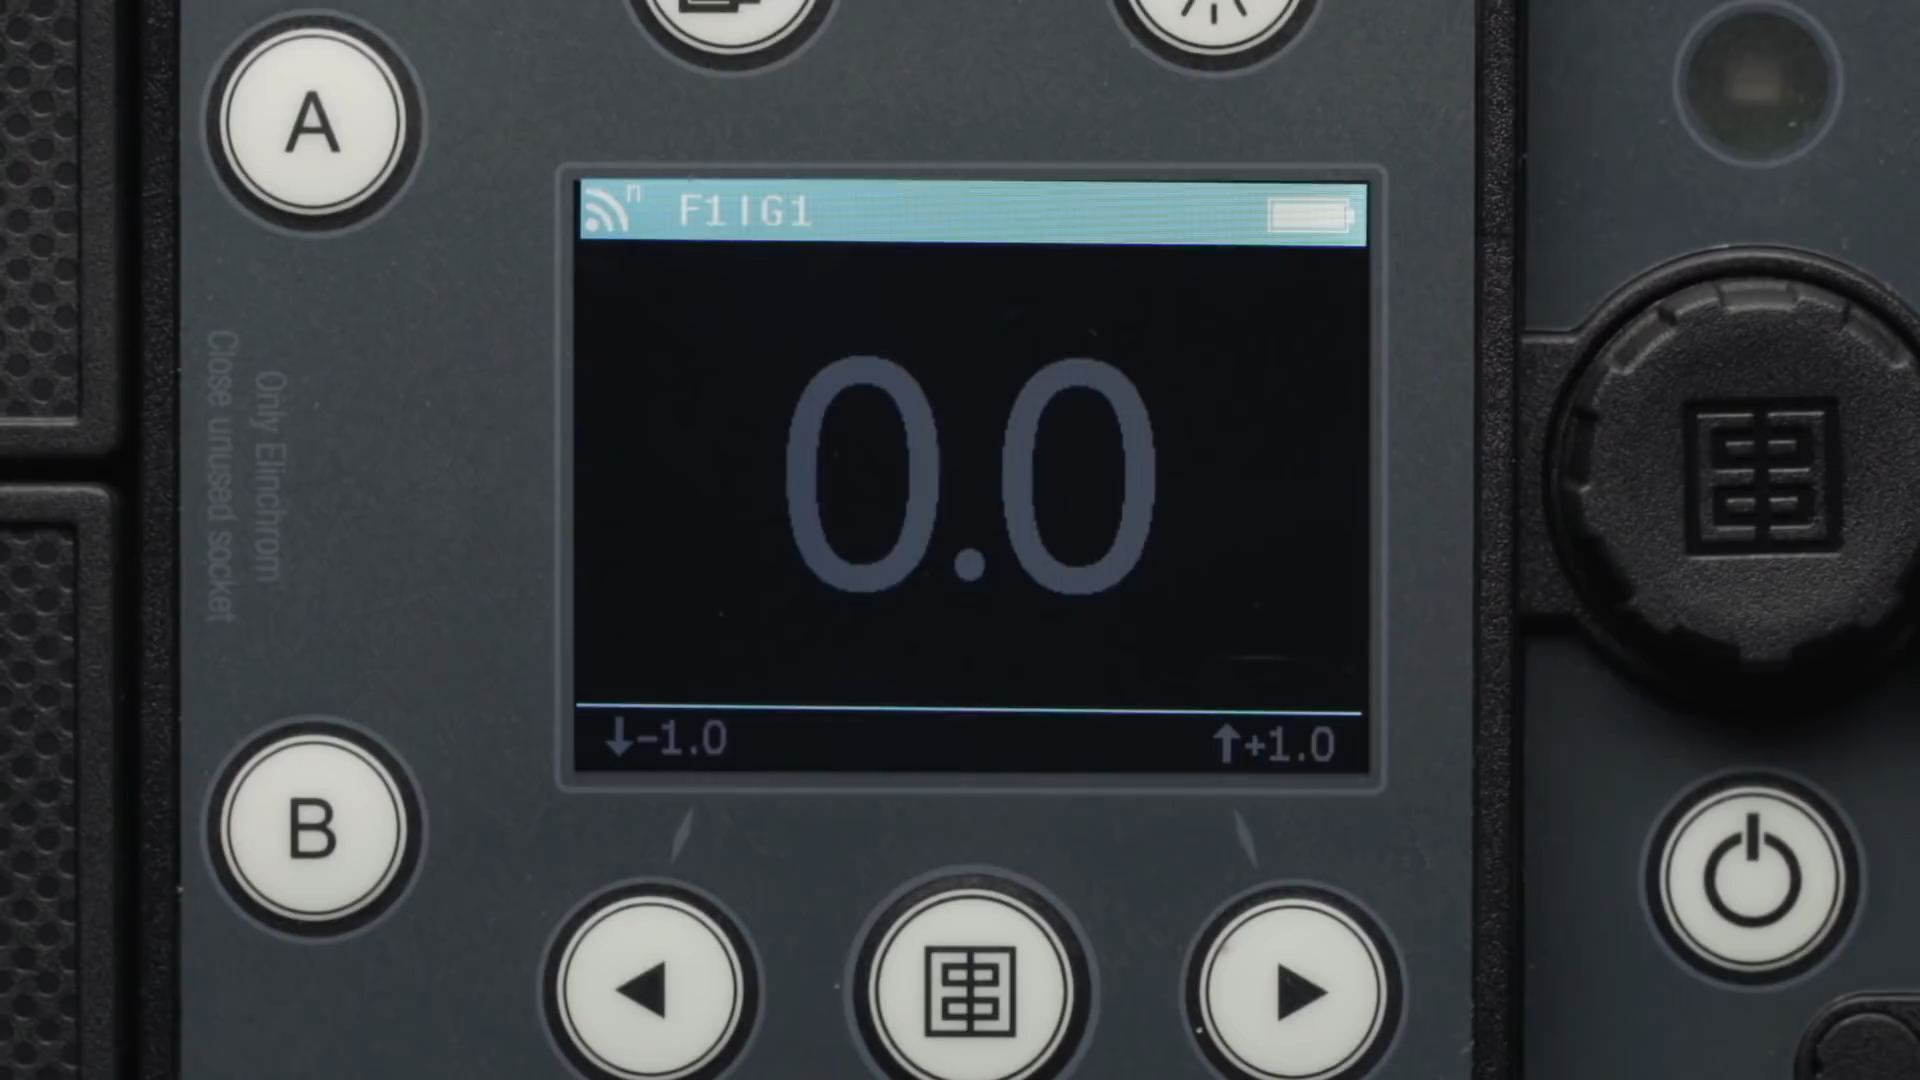 A
n
F1|G1
0.0
↓-1.0
↑+1.0
Only Elinchrom
Close unused socket
B